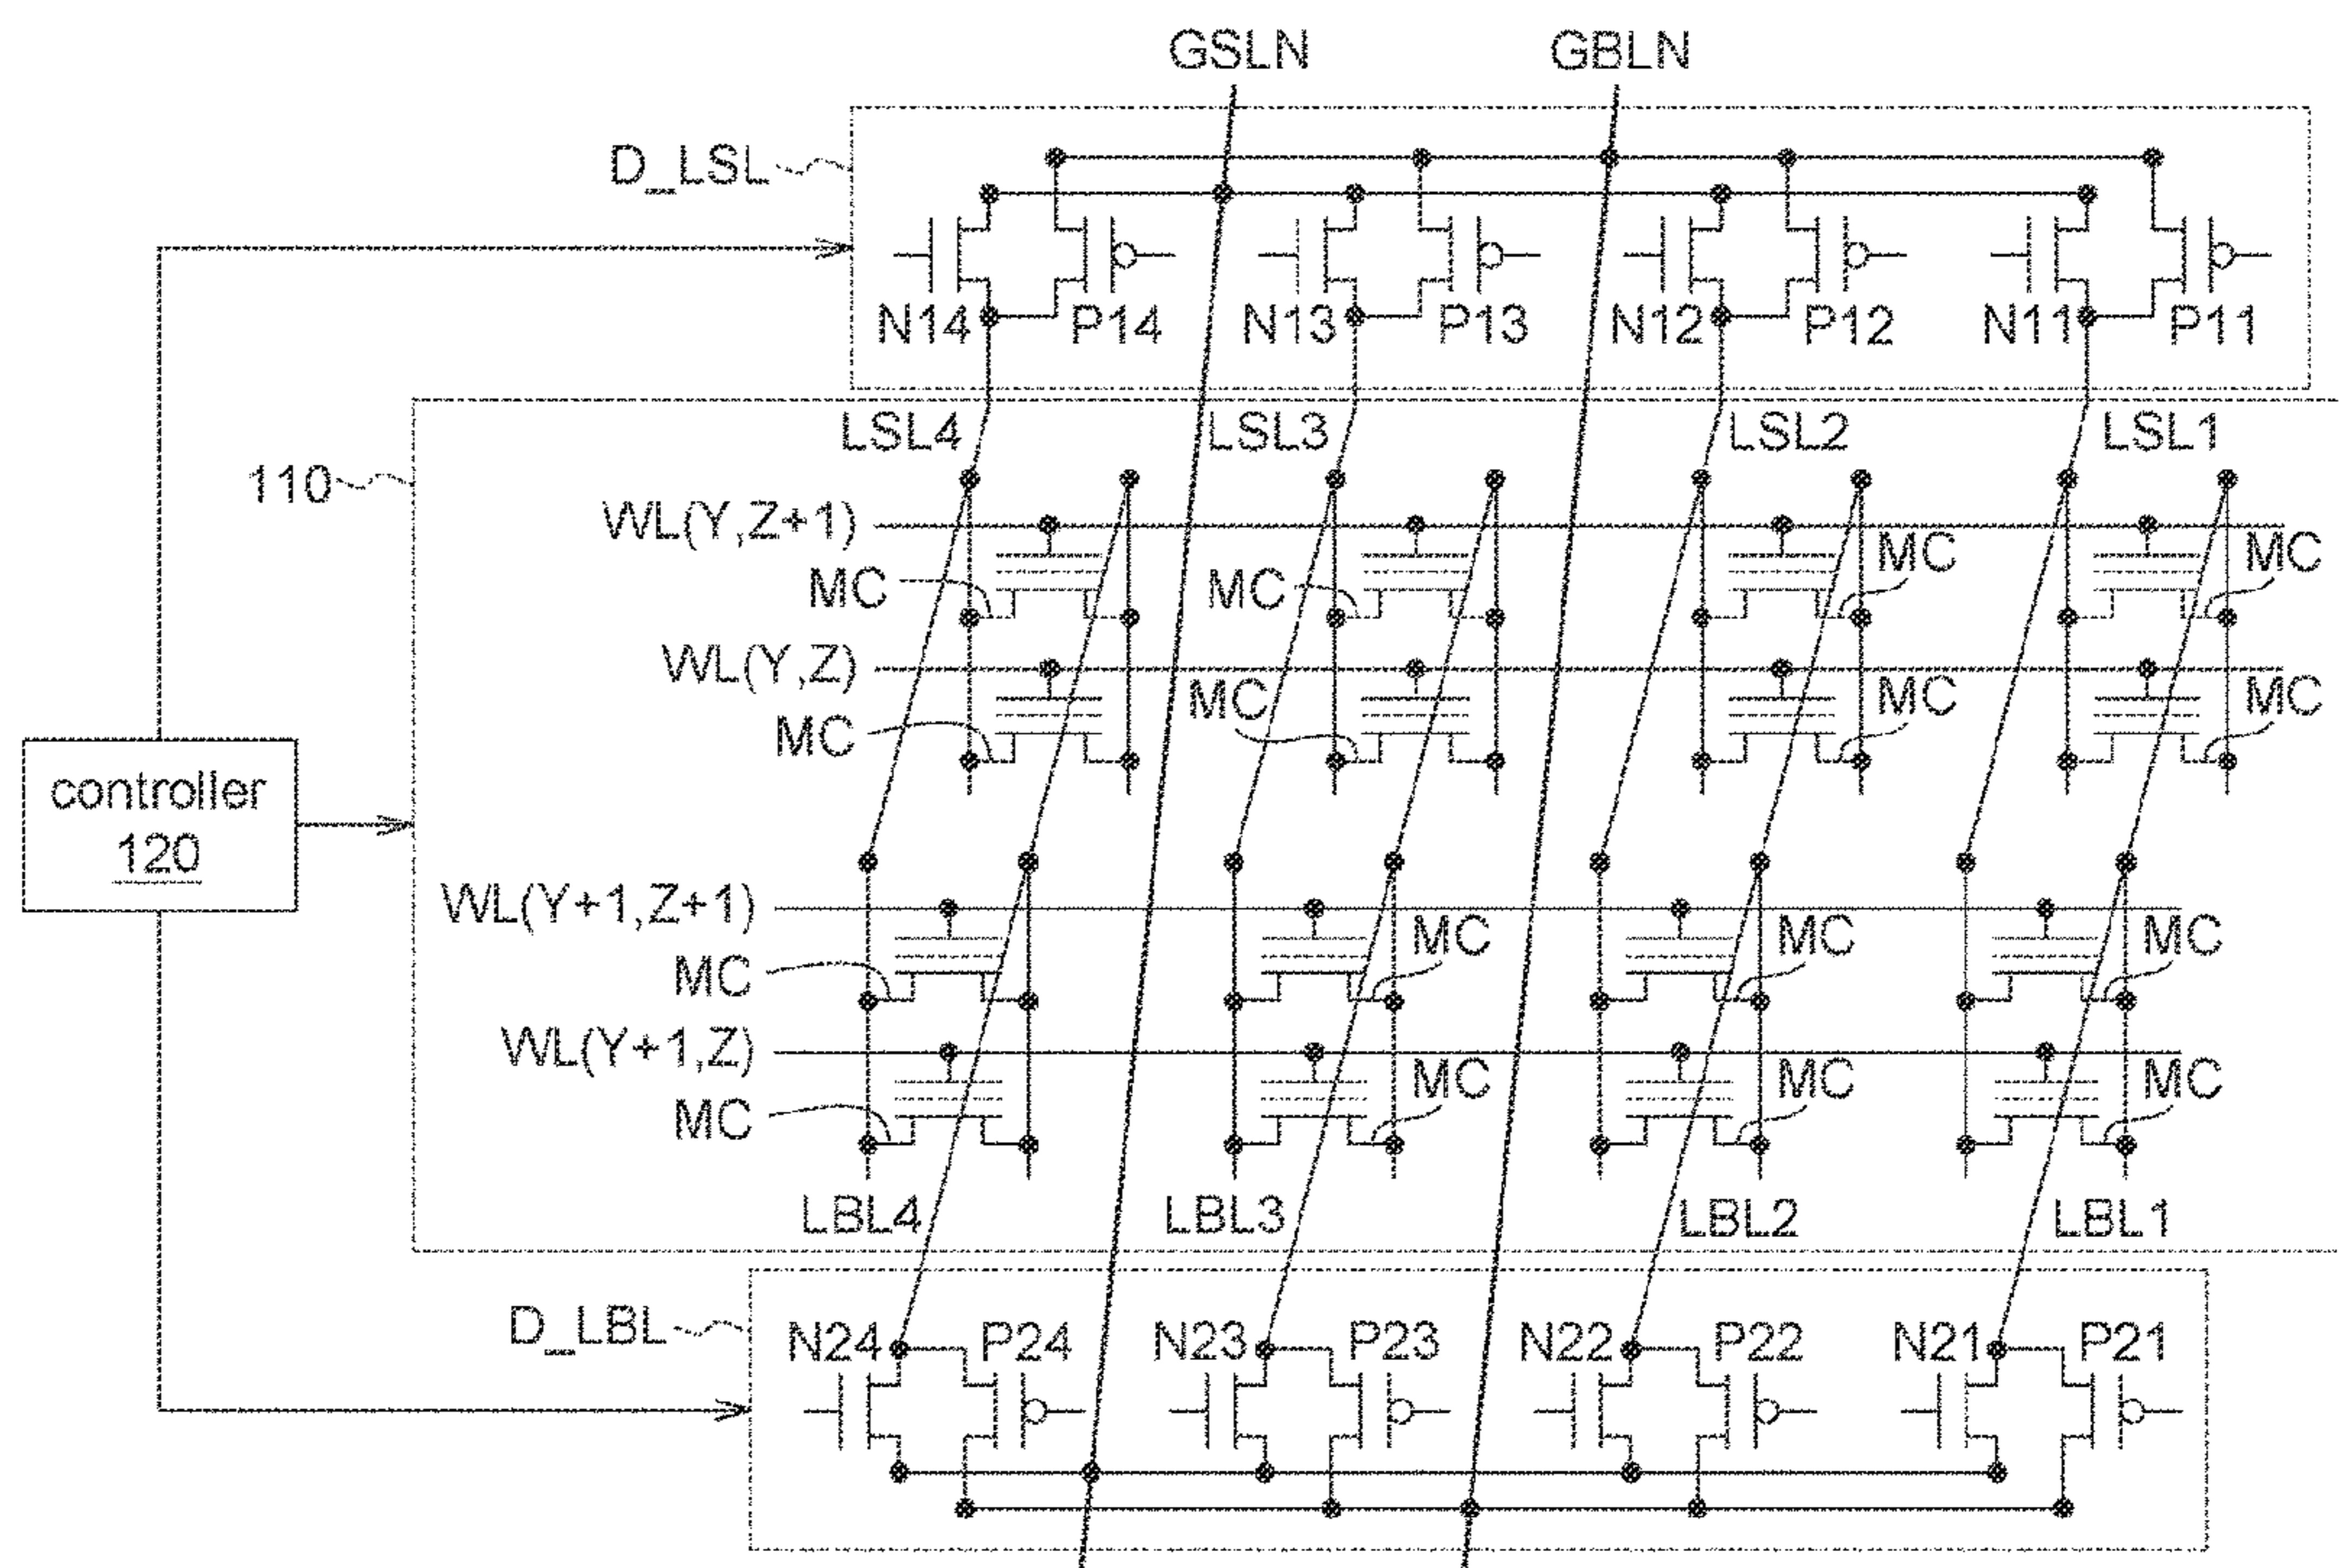 GSLN GBLN
D_LSL
N14 P14 N13 P13 N12 P12 N11 P11
LSL4 LSL3 LSL2 LSL1
110
WL(Y,Z+1)
MC MC MC MC
WL(Y,Z)
MC MC MC MC
controller
120
WL(Y+1,Z+1)
MC MC MC MC
WL(Y+1,Z)
MC MC MC MC
LBL4 LBL3 LBL2 LBL1
D_LBL
N24 P24 N23 P23 N22 P22 N21 P21